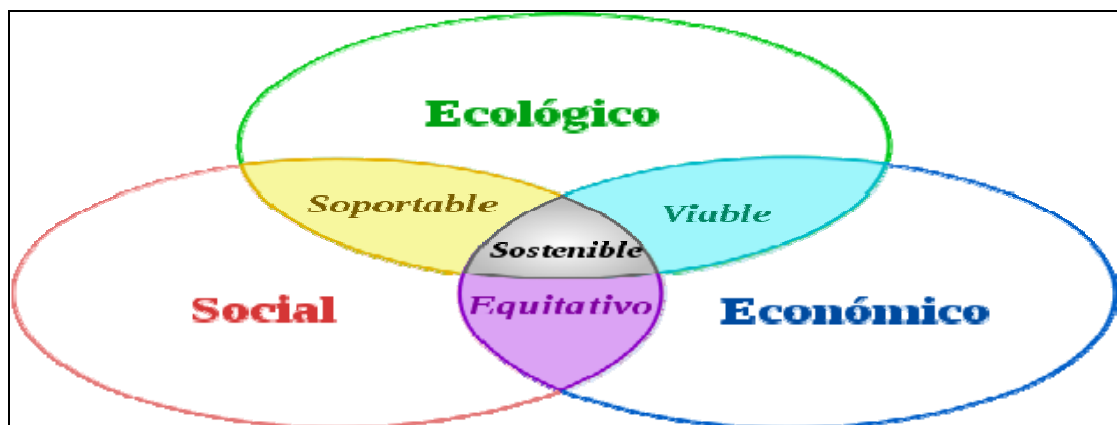 Ecológico
Soportable
Viable
Sostenible
Social
Equitativo
Económico